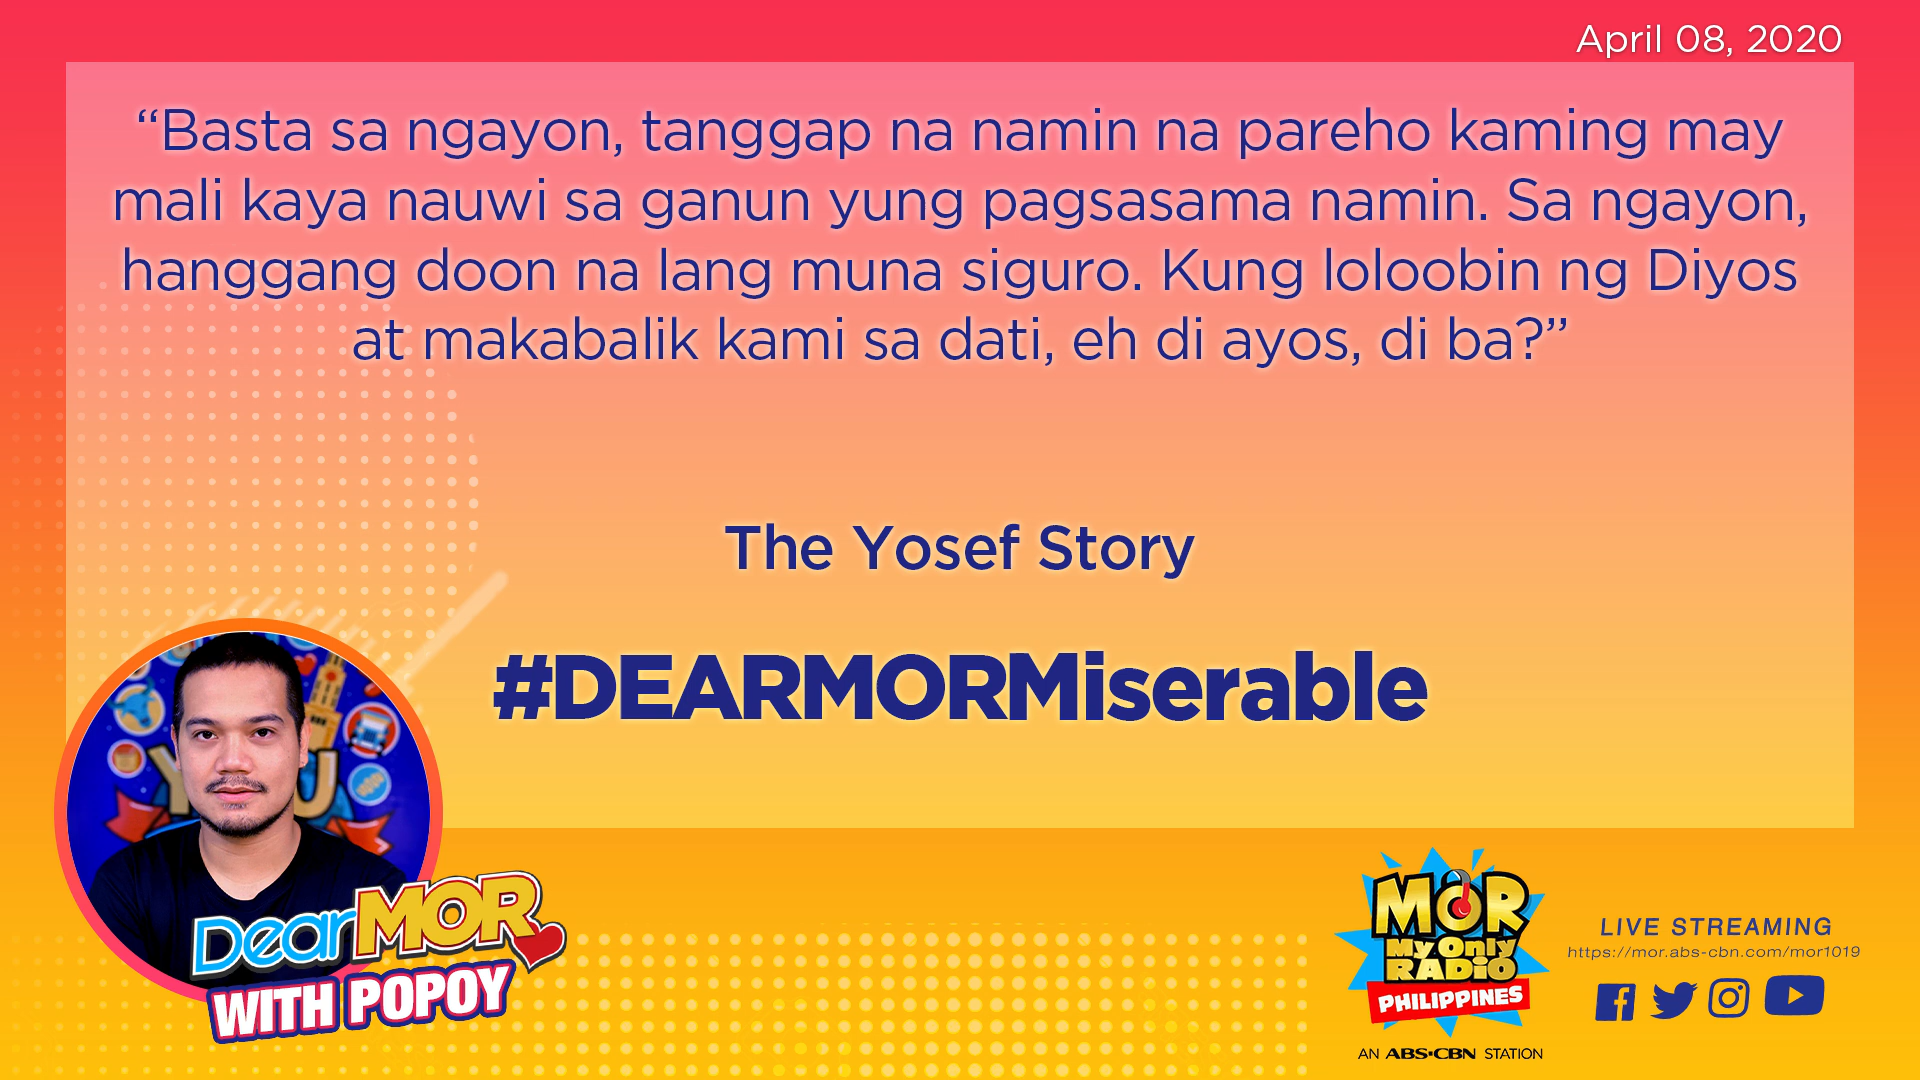 April 08, 2020
“Basta sa ngayon, tanggap na namin na pareho kaming may
mali kaya nauwi sa ganun yung pagsasama namin. Sa ngayon,
hanggang doon na lang muna siguro. Kung loloobin ng Diyos
at makabalik kami sa dati, eh di ayos, di ba?”
The Yosef Story
#DEARMORMiserable
Dear MOR
WITH POPOY
MOR
My Only
RADiO
PHILIPPINES
AN ABS-CBN STATION
LIVE STREAMING
https://mor.abs-cbn.com/mor1019